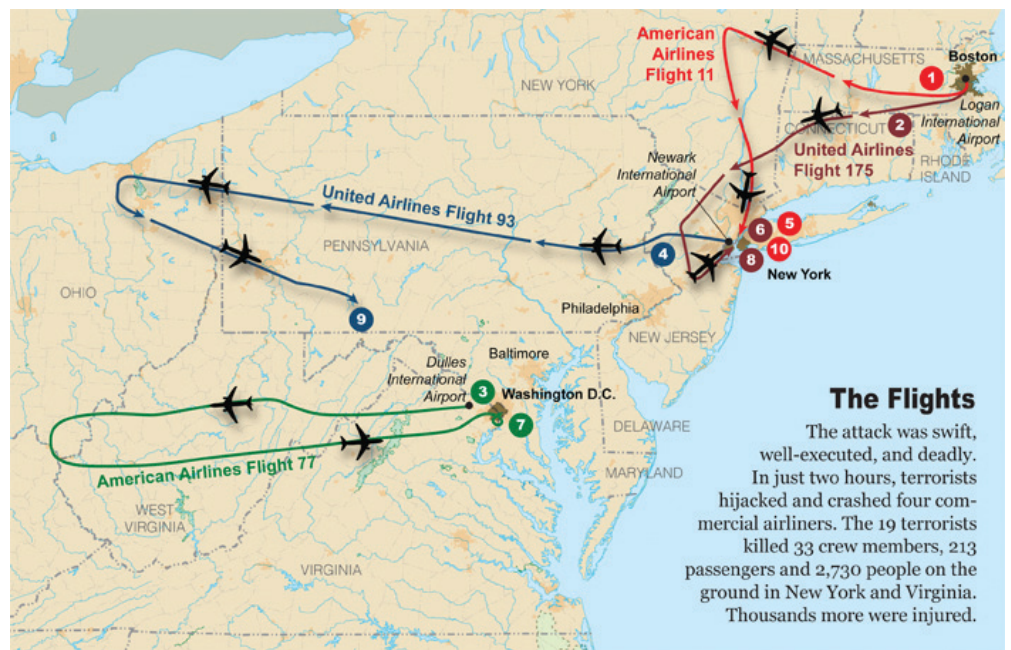 American
Airlines
Flight 11
MASSACHUSETTS
Boston
1
NEW YORK
Logan
International
Airport
2
CONNECTICUT
United Airlines
Flight 175
RHODE
ISLAND
Newark
International
Airport
United Airlines Flight 93
PENNSYLVANIA
4
6
5
8
10
New York
OHIO
9
Philadelphia
NEW JERSEY
Baltimore
Dulles
International
Airport
3
Washington D.C.
7
American Airlines Flight 77
DELAWARE
MARYLAND
WEST
VIRGINIA
VIRGINIA
The Flights
The attack was swift,
well-executed, and deadly.
In just two hours, terrorists
hijacked and crashed four com-
mercial airliners. The 19 terrorists
killed 33 crew members, 213
passengers and 2,730 people on the
ground in New York and Virginia.
Thousands more were injured.